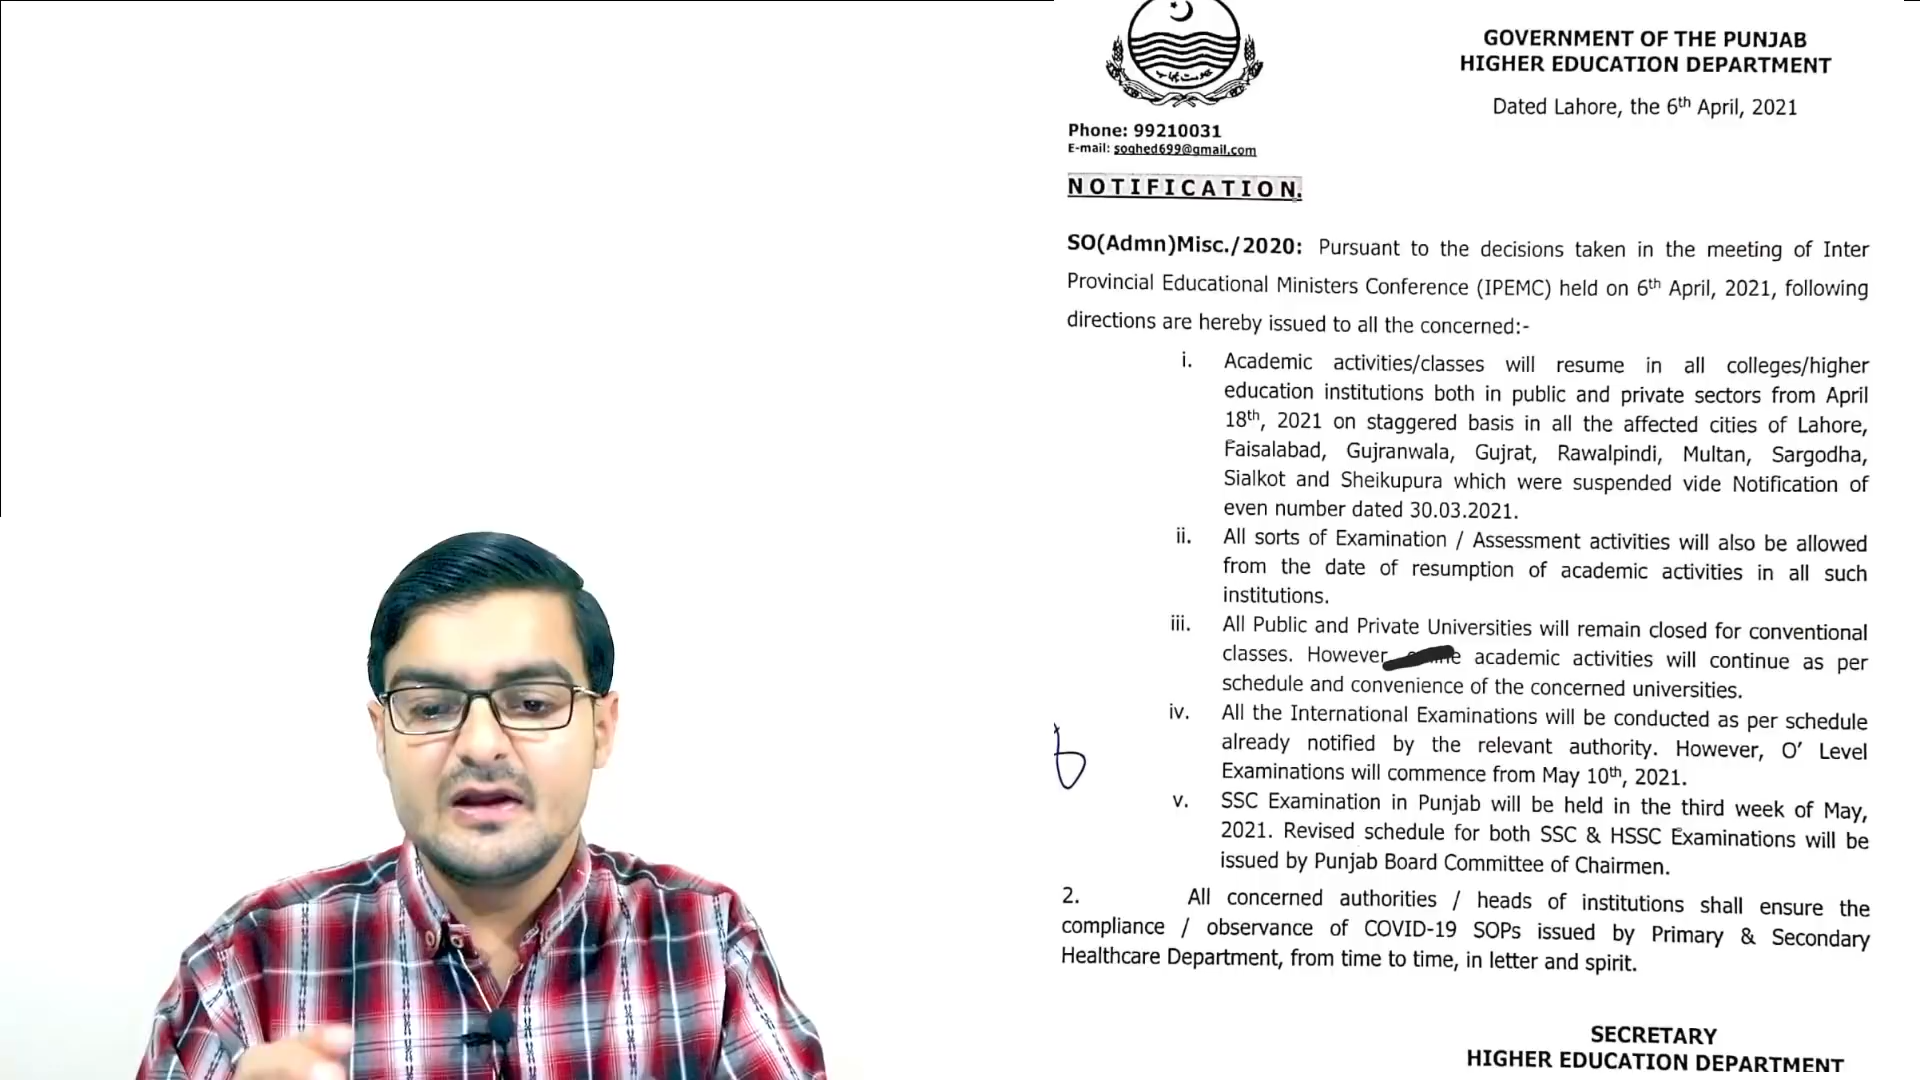 GOVERNMENT OF THE PUNJAB
HIGHER EDUCATION DEPARTMENT
Dated Lahore, the 6th April, 2021
Phone: 99210031
E-mail: soghed699@gmail.com
NOTIFICATION.
SO(Admn)Misc./2020: Pursuant to the decisions taken in the meeting of Inter
Provincial Educational Ministers Conference (IPEMC) held on 6th April, 2021, following
directions are hereby issued to all the concerned:-
i. Academic activities/classes will resume in all colleges/higher
education institutions both in public and private sectors from April
18th, 2021 on staggered basis in all the affected cities of Lahore,
Faisalabad, Gujranwala, Gujrat, Rawalpindi, Multan, Sargodha,
Sialkot and Sheikupura which were suspended vide Notification of
even number dated 30.03.2021.
ii. All sorts of Examination / Assessment activities will also be allowed
from the date of resumption of academic activities in all such
institutions.
iii. All Public and Private Universities will remain closed for conventional
classes. However academic activities will continue as per
schedule and convenience of the concerned universities.
iv. All the International Examinations will be conducted as per schedule
already notified by the relevant authority. However, O' Level
Examinations will commence from May 10th, 2021.
v. SSC Examination in Punjab will be held in the third week of May,
2021. Revised schedule for both SSC & HSSC Examinations will be
issued by Punjab Board Committee of Chairmen.
2. All concerned authorities / heads of institutions shall ensure the
compliance / observance of COVID-19 SOPs issued by Primary & Secondary
Healthcare Department, from time to time, in letter and spirit.
SECRETARY
HIGHER EDUCATION DEPARTMENT